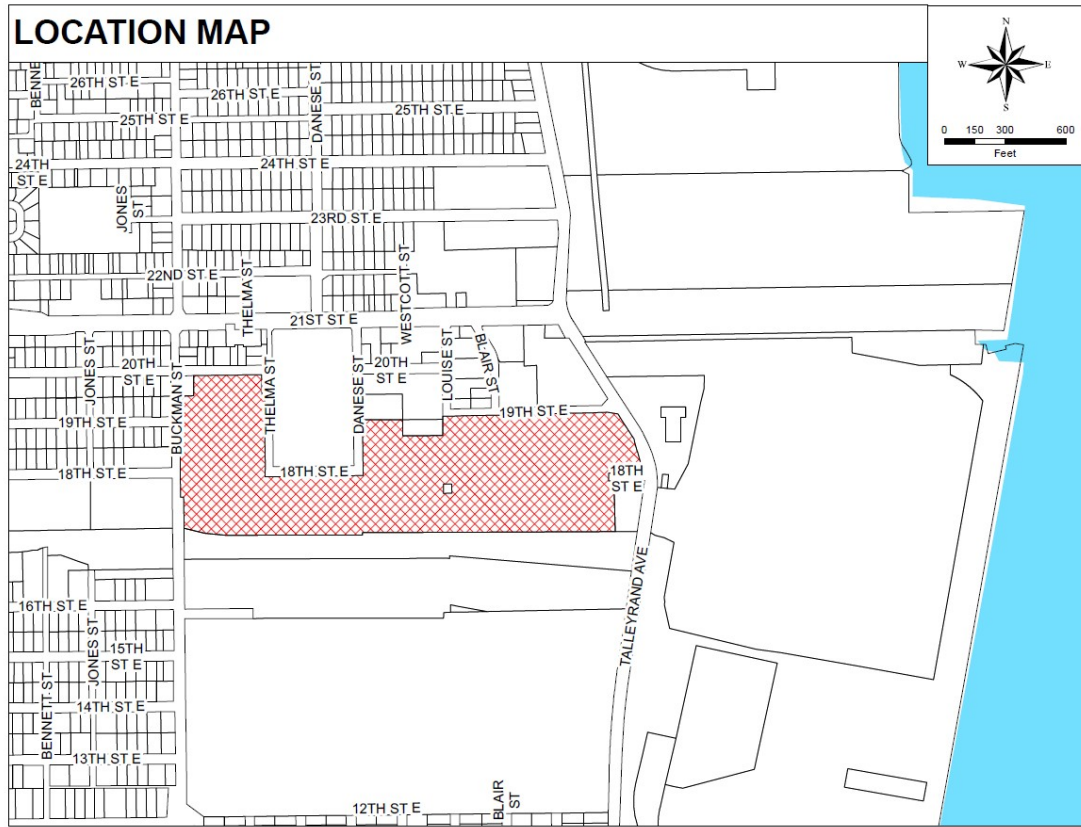 LOCATION MAP
N
W
E
S
0 150 300 600
Feet
BENNE
26TH ST E
26TH ST E
DANESE ST
25TH ST E
25TH ST E
24TH
ST E
24TH ST E
JONES
ST
23RD ST E
WESTCOTT ST
22ND ST E
THELMA ST
21ST ST E
JONES ST
20TH
ST E
BUCKMAN ST
THELMA ST
DANESE ST
20TH
ST E
LOUISE ST
BLAIR ST
19TH ST E
19TH ST E
18TH ST E
18TH ST E
18TH
ST E
TALLEYRAND AVE
16TH ST E
JONES ST
15TH
ST E
BENNETT ST
14TH ST E
13TH ST E
12TH ST E
BLAIR
ST